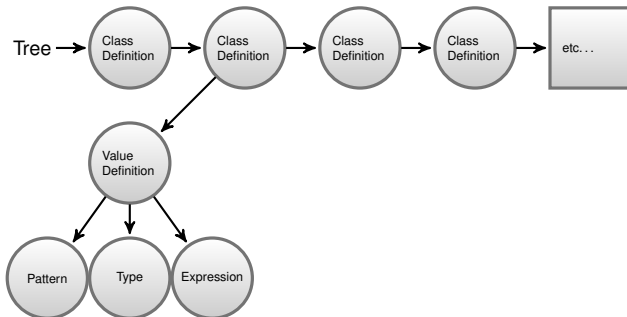 Tree
Class
Definition
Class
Definition
Class
Definition
Class
Definition
etc...
Value
Definition
Pattern
Type
Expression